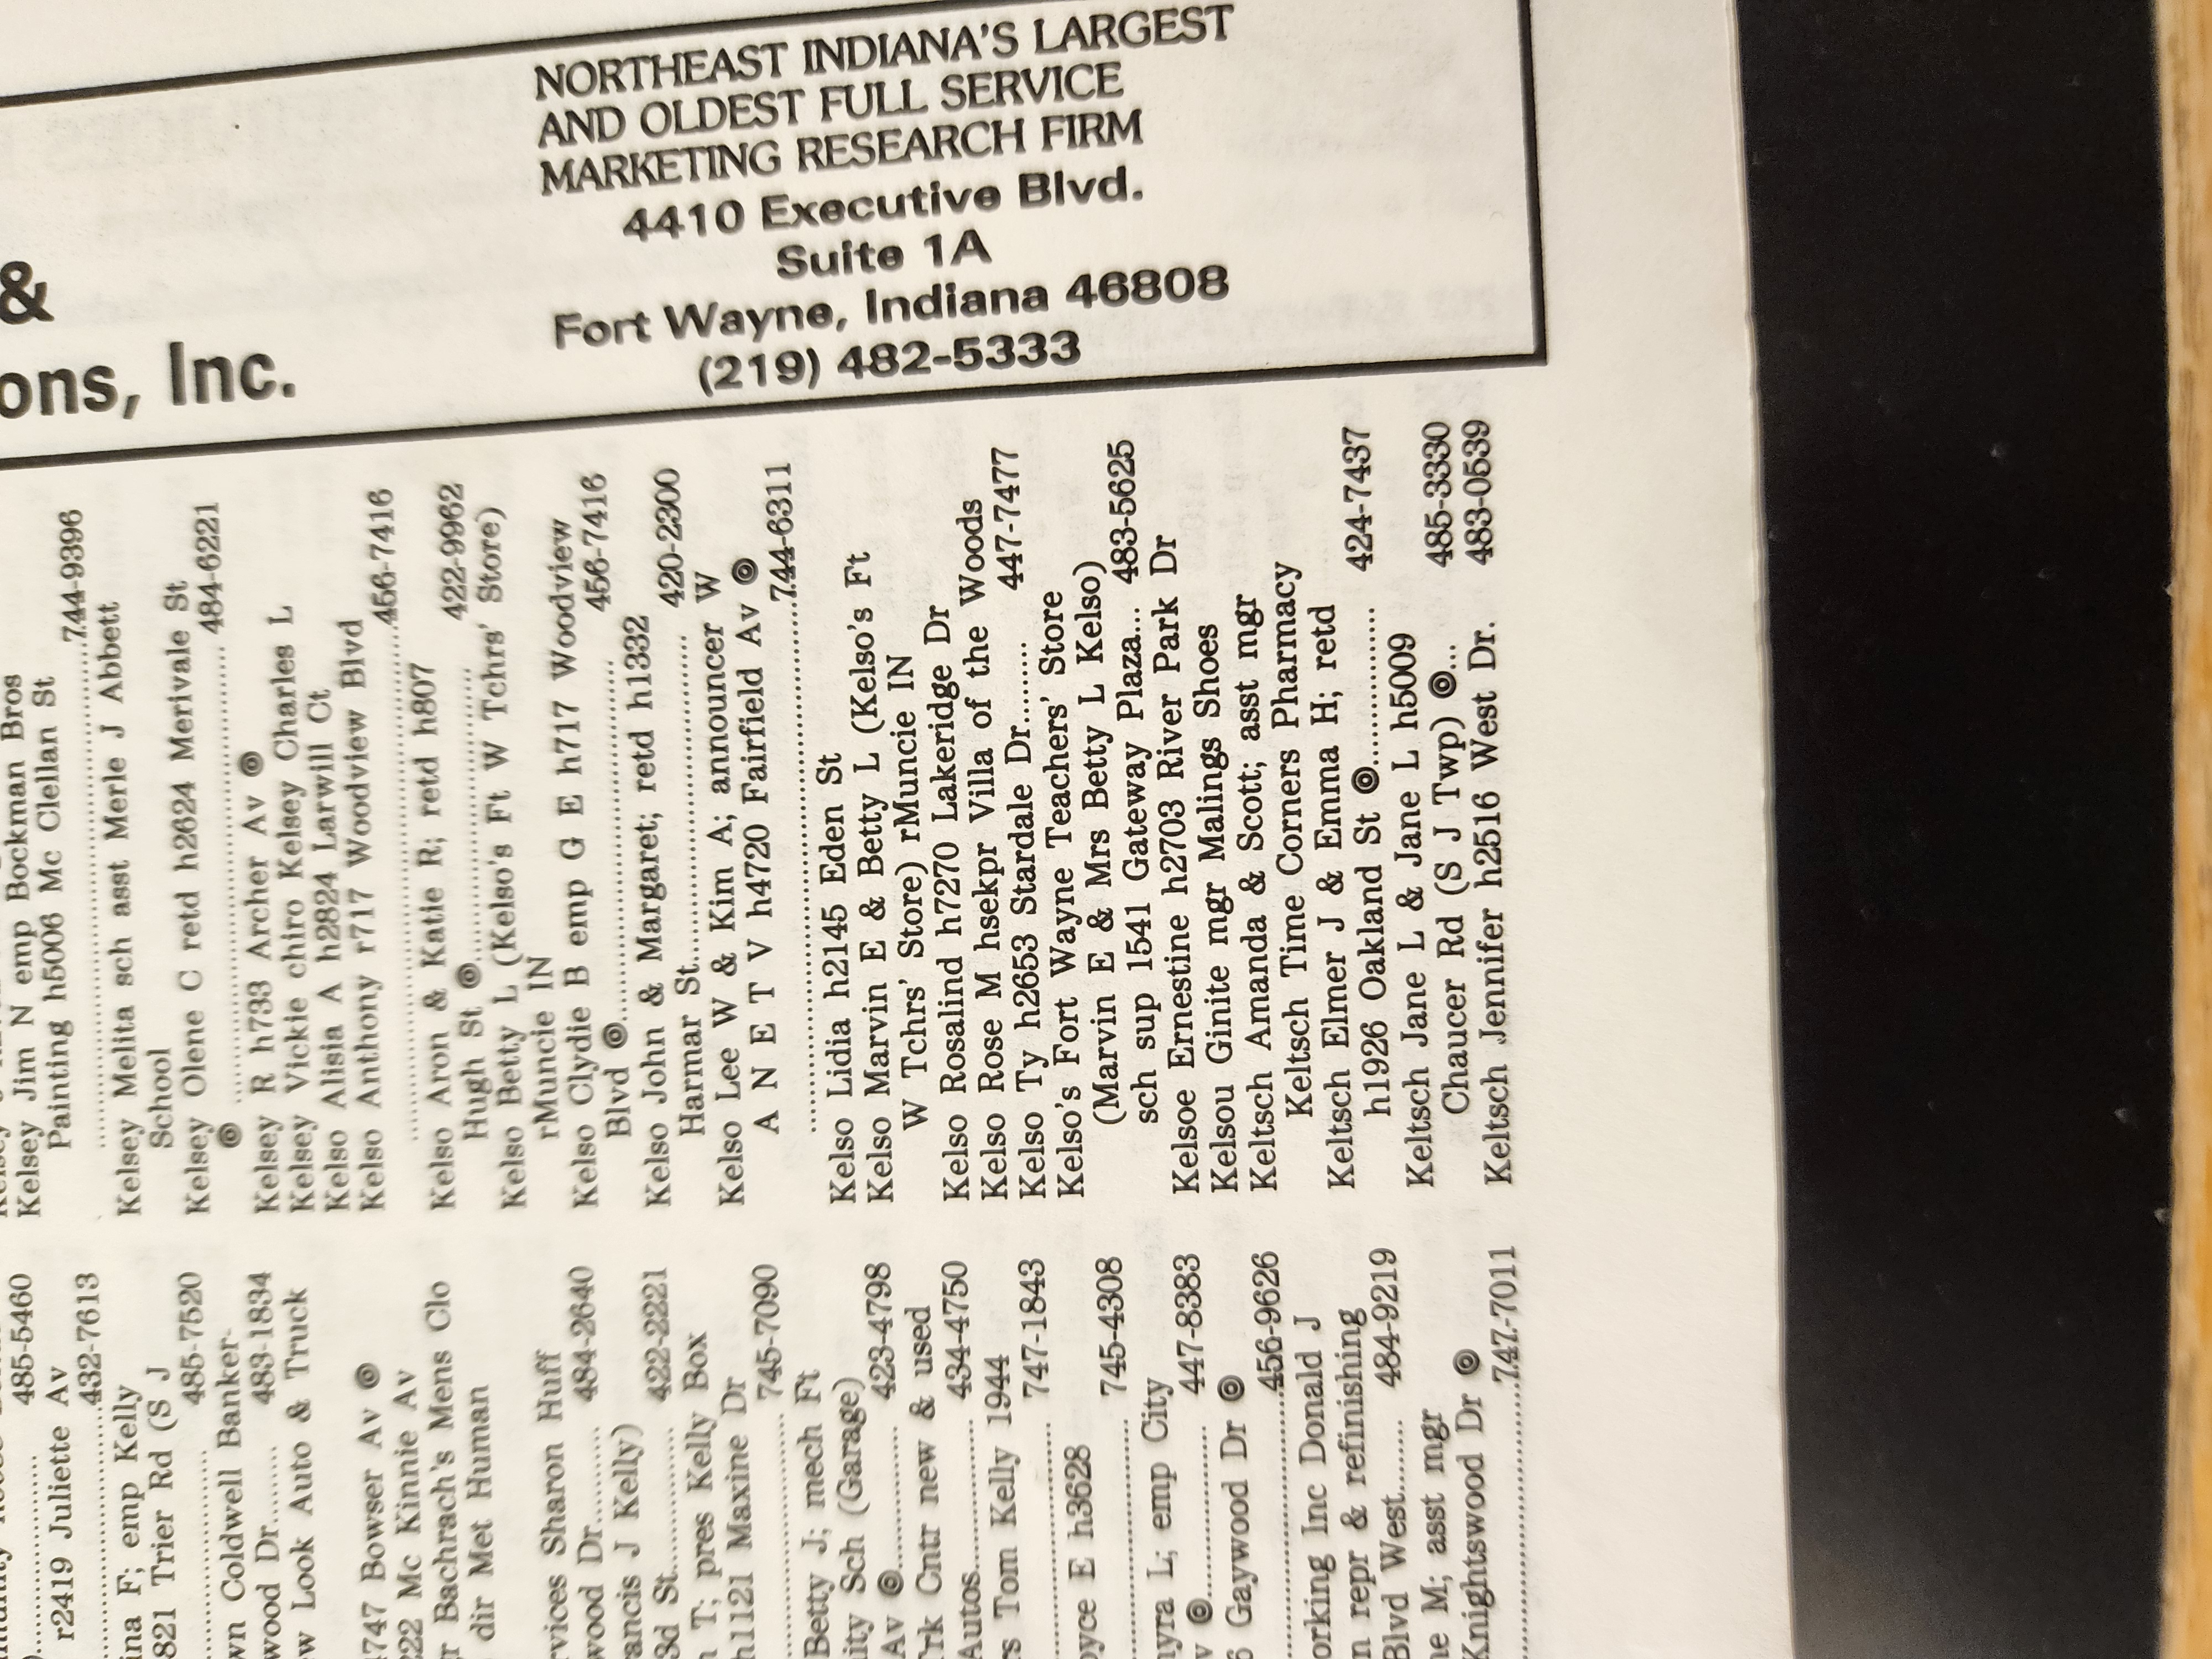 &
ons, Inc.
NORTHEAST INDIANA'S LARGEST
AND OLDEST FULL SERVICE
MARKETING RESEARCH FIRM
4410 Executive Blvd.
Suite 1A
Fort Wayne, Indiana 46808
(219) 482-5333
485-5460
r2419 Juliette Av
432-7613
ina F; emp Kelly
821 Trier Rd (S J
485-7520
wn Coldwell Banker-
wood Dr........ 483-1834
ew Look Auto & Truck
4747 Bowser Av ◎
222 Mc Kinnie Av
r Bachrach's Mens Clo
dir Met Human
rvices Sharon Huff
wood Dr......... 484-2640
rancis J Kelly)
3d St............ 422-2221
n T; pres Kelly Box
h1121 Maxine Dr
745-7090
Betty J; mech Ft
ity Sch (Garage)
Av ◎............ 423-4798
Trk Cntr new & used
Autos............ 434-4750
rs Tom Kelly 1944
747-1843
oyce E h3628
745-4308
myra L; emp City
v ◎............ 447-8383
6 Gaywood Dr ◎
456-9626
orking Inc Donald J
n repr & refinishing
Blvd West........ 484-9219
ne M; asst mgr
Knightswood Dr ◎
747-7011
Kelsey Jim N emp Bockman Bros
Painting h5006 Mc Clellan St
744-9396
Kelsey Melita sch asst Merle J Abbett
School
Kelsey Olene C retd h2624 Merivale St
◎ ........................ 484-6221
Kelsey R h733 Archer Av ◎
Kelsey Vickie chiro Kelsey Charles L
Kelso Alisia A h2824 Larwill Ct
Kelso Anthony r717 Woodview Blvd
456-7416
Kelso Aron & Katie R; retd h807
Hugh St ◎................ 422-9962
Kelso Betty L (Kelso's Ft W Tchrs' Store)
rMuncie IN
Kelso Clydie B emp G E h717 Woodview
Blvd ◎.................... 456-7416
Kelso John & Margaret; retd h1332
Harmar St................. 420-2300
Kelso Lee W & Kim A; announcer W
A N E T V h4720 Fairfield Av ◎
744-6311
Kelso Lidia h2145 Eden St
Kelso Marvin E & Betty L (Kelso's Ft
W Tchrs' Store) rMuncie IN
Kelso Rosalind h7270 Lakeridge Dr
Kelso Rose M hsekpr Villa of the Woods
Kelso Ty h2653 Stardale Dr........ 447-7477
Kelso's Fort Wayne Teachers' Store
(Marvin E & Mrs Betty L Kelso)
sch sup 1541 Gateway Plaza... 483-5625
Kelsoe Ernestine h2703 River Park Dr
Kelsou Ginite mgr Malings Shoes
Keltsch Amanda & Scott; asst mgr
Keltsch Time Corners Pharmacy
Keltsch Elmer J & Emma H; retd
h1926 Oakland St ◎............ 424-7437
Keltsch Jane L & Jane L h5009
Chaucer Rd (S J Twp) ◎... 485-3330
Keltsch Jennifer h2516 West Dr. 483-0539